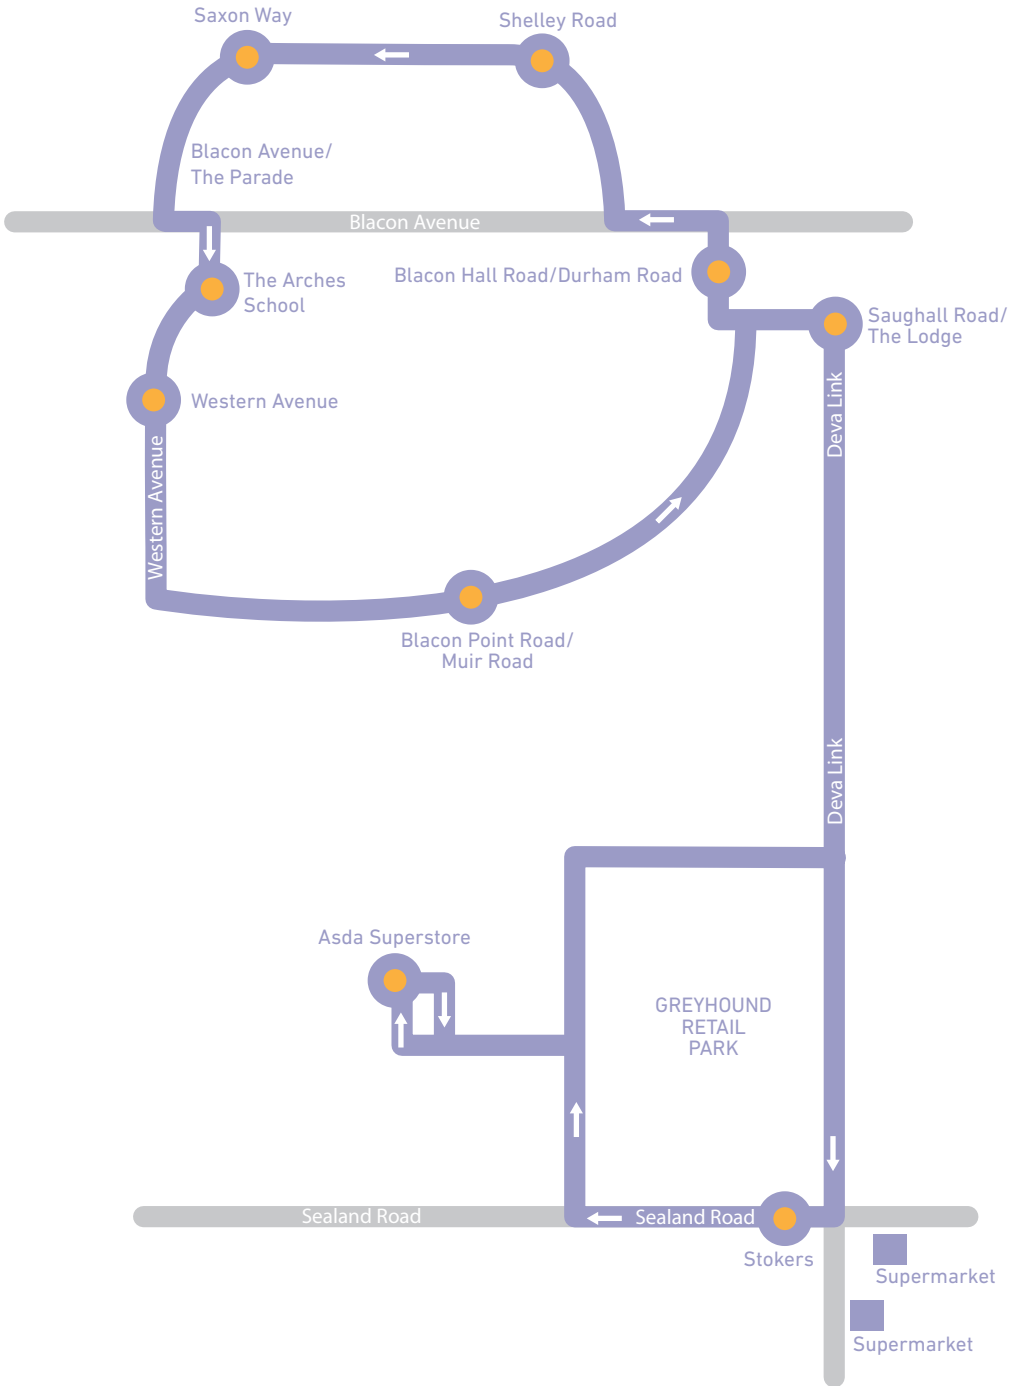 Saxon Way
Shelley Road
Blacon Avenue/
The Parade
Blacon Avenue
Blacon Hall Road/Durham Road
The Arches
School
Saughall Road/
The Lodge
Western Avenue
Deva Link
Western Avenue
Blacon Point Road/
Muir Road
Deva Link
Asda Superstore
GREYHOUND
RETAIL
PARK
Sealand Road
Sealand Road
Stokers
Supermarket
Supermarket